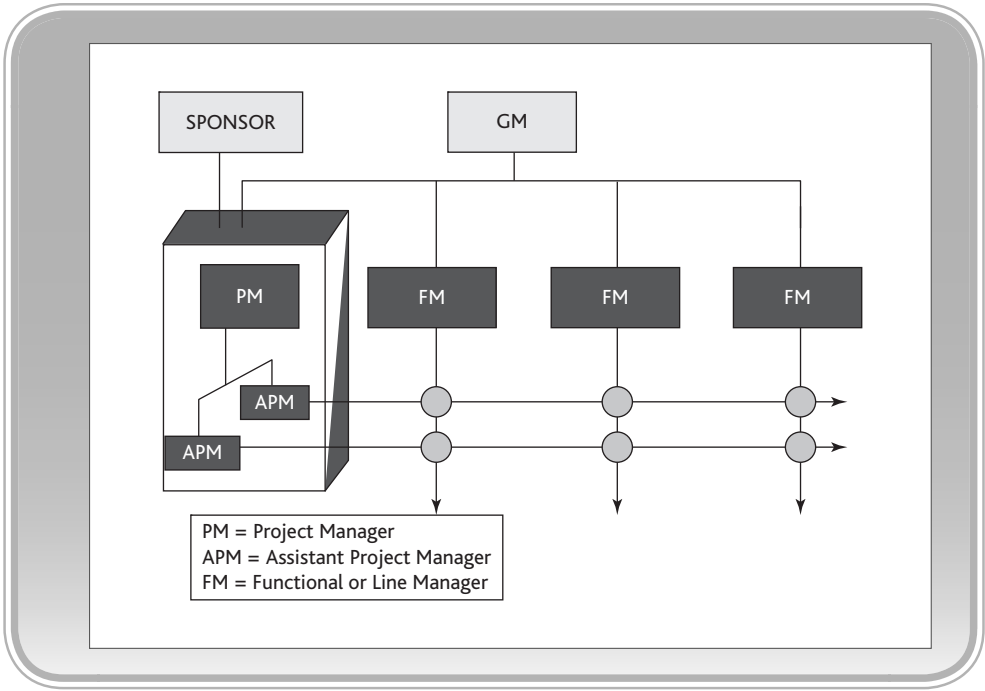 SPONSOR
GM
PM
FM
FM
FM
APM
APM
PM = Project Manager
APM = Assistant Project Manager
FM = Functional or Line Manager